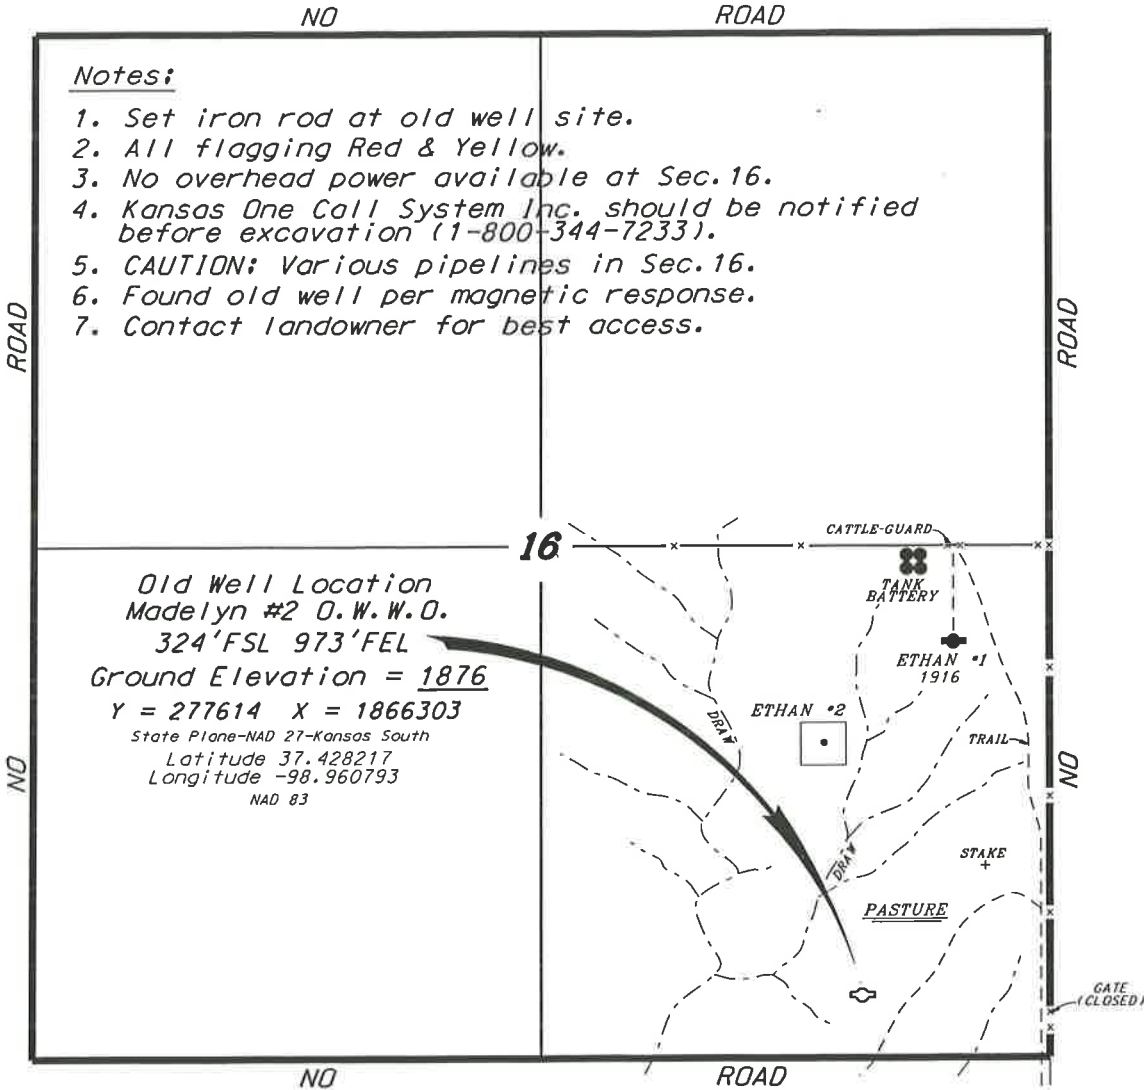 NO ROAD
Notes:
1. Set iron rod at old well site.
2. All flagging Red & Yellow.
3. No overhead power available at Sec. 16.
4. Kansas One Call System Inc. should be notified
before excavation (1-800-344-7233).
5. CAUTION: Various pipelines in Sec. 16.
6. Found old well per magnetic response.
7. Contact landowner for best access.
ROAD
ROAD
CATTLE-GUARD
16
TANK
BATTERY
Old Well Location
Madelyn #2 O.W.W.O.
324'FSL 973'FEL
Ground Elevation = 1876
Y = 277614 X = 1866303
State Plane-NAD 27-Kansas South
Latitude 37.428217
Longitude -98.960793
NAD 83
ETHAN #1
1916
ETHAN #2
DRAW
TRAIL
NO
NO
STAKE
DRAW
PASTURE
GATE
(CLOSED)
NO ROAD